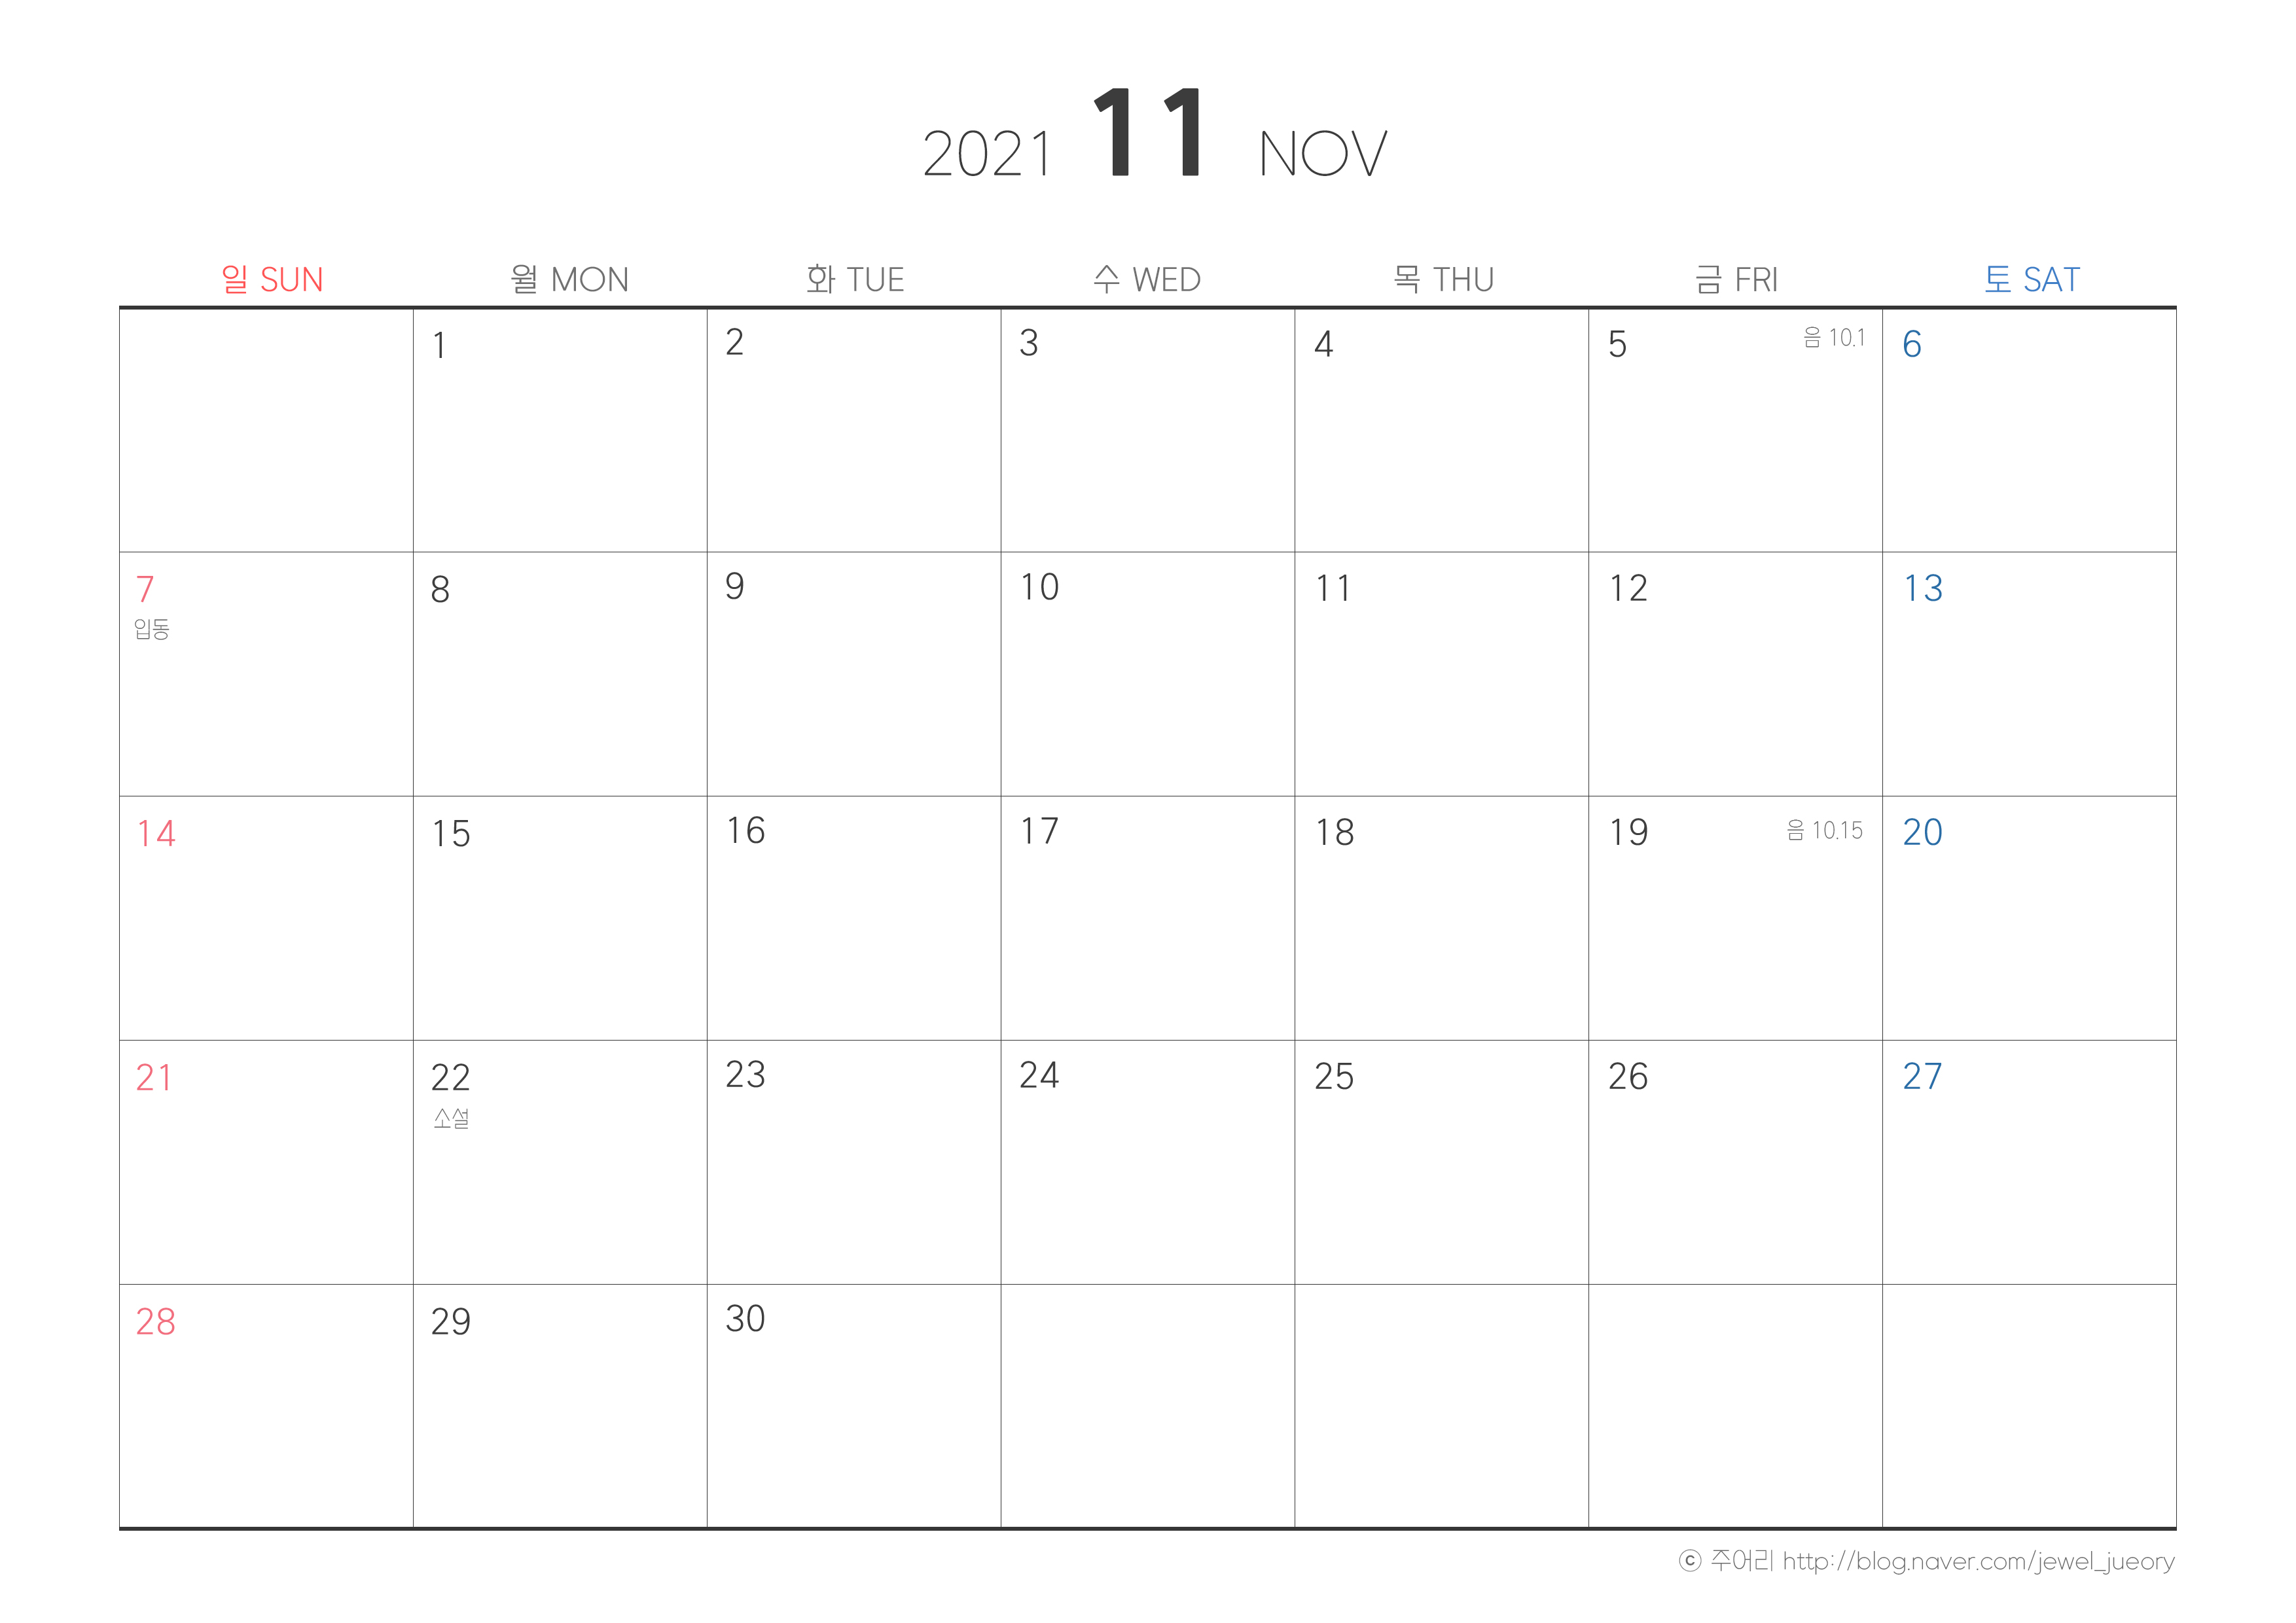 2021 11 NOV
일 SUN 월 MON 화 TUE 수 WED 목 THU 금 FRI 토 SAT
1 2 3 4 5 음 10.1 6
7 8 9 10 11 12 13
입동
14 15 16 17 18 19 음 10.15 20
21 22 23 24 25 26 27
소설
28 29 30
ⓒ 주어리 http://blog.naver.com/jewel_jueory